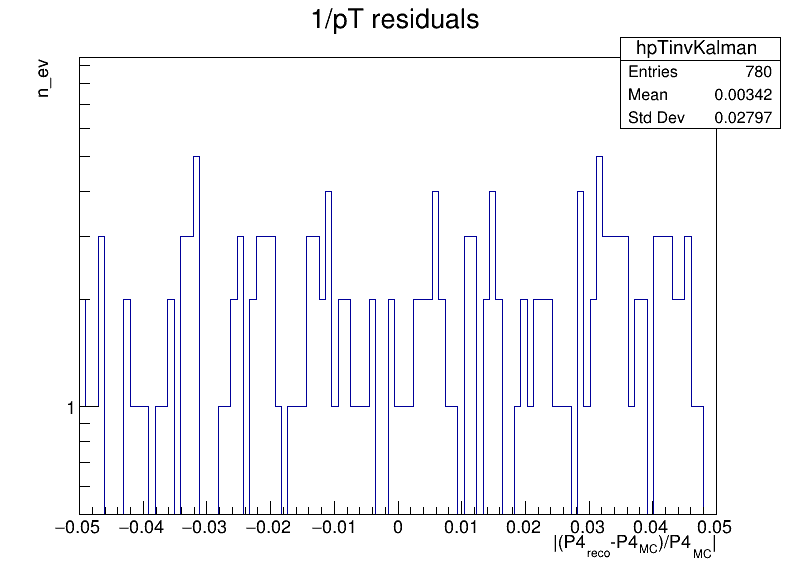 1/pT residuals
hpTinvKalman
Entries 780
Mean 0.00342
Std Dev 0.02797
n_ev
1
−0.05 −0.04 −0.03 −0.02 −0.01 0 0.01 0.02 0.03 0.04 0.05
|(P4reco-P4MC)/P4MC|